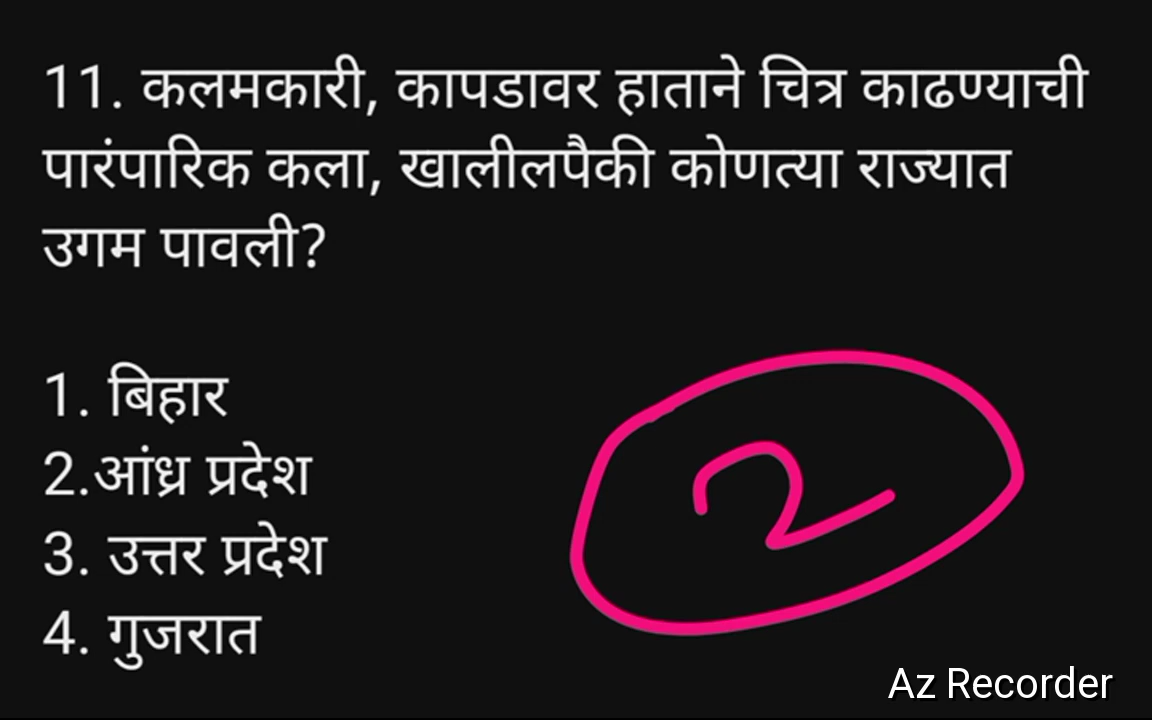 11. कलमकारी, कापडावर हाताने चित्र काढण्याची
पारंपारिक कला, खालीलपैकी कोणत्या राज्यात
उगम पावली?
1. बिहार
2.आंध्र प्रदेश
3. उत्तर प्रदेश
4. गुजरात
2
Az Recorder